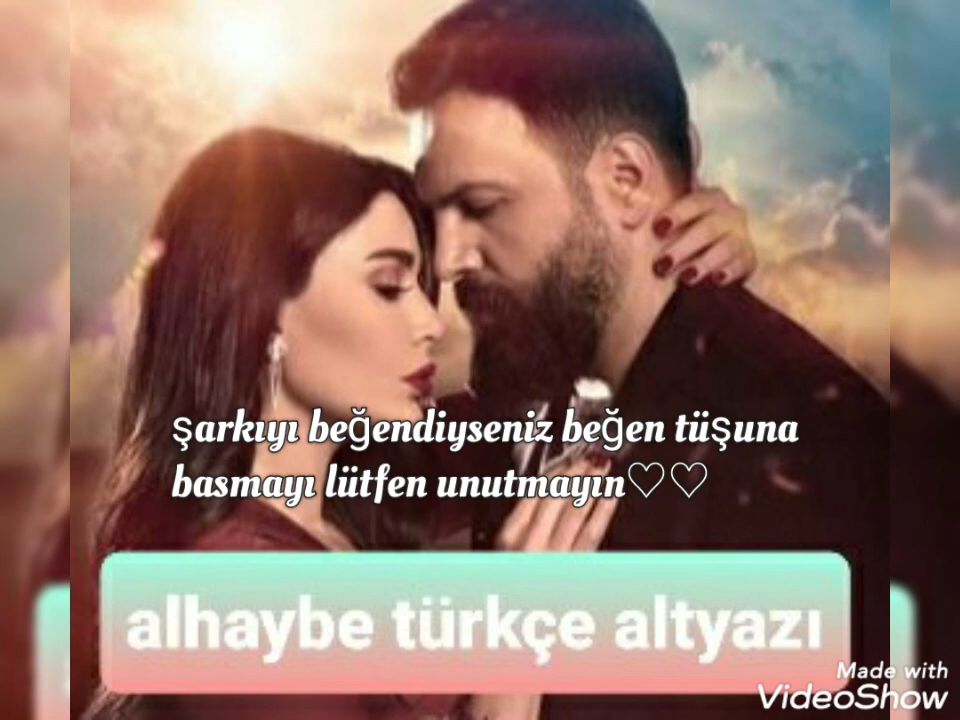 şarkıyı beğendiyseniz beğen tüşuna
basmayı lütfen unutmayın♡♡
alhaybe türkçe altyazı
Made with
VideoShow